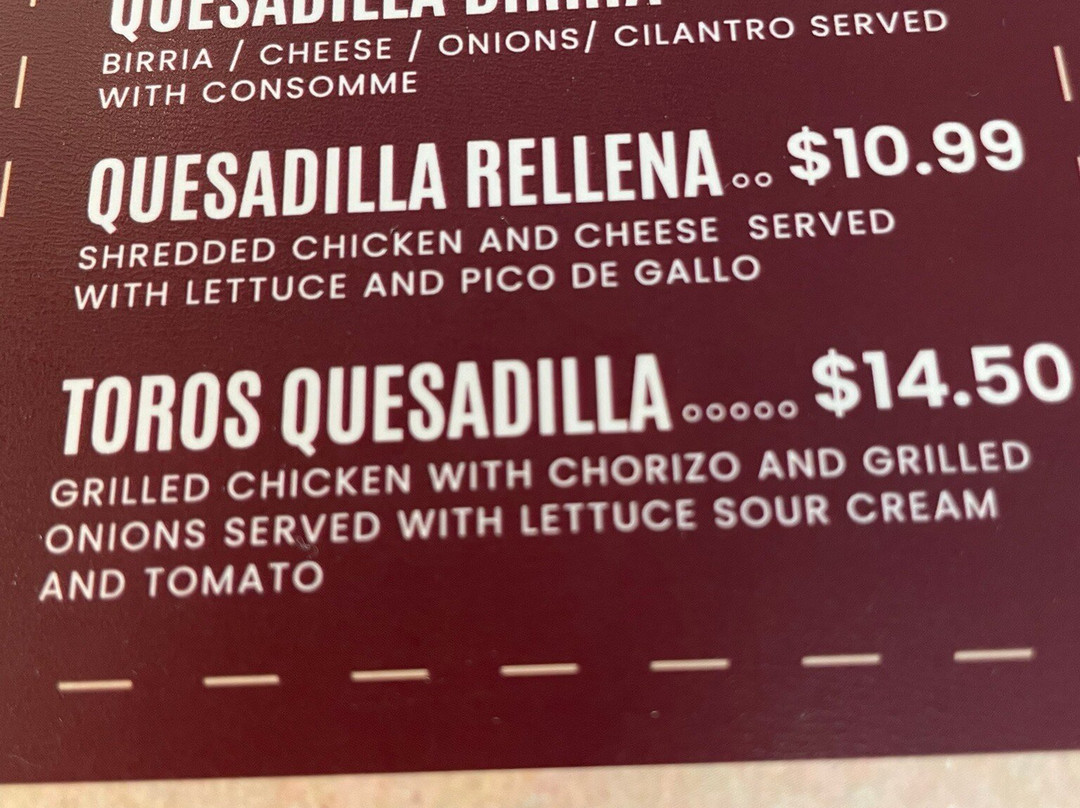 QUESADILLA BIRRIA
BIRRIA / CHEESE / ONIONS/ CILANTRO SERVED
WITH CONSOMME
QUESADILLA RELLENA.. $10.99
SHREDDED CHICKEN AND CHEESE SERVED
WITH LETTUCE AND PICO DE GALLO
TOROS QUESADILLA..... $14.50
GRILLED CHICKEN WITH CHORIZO AND GRILLED
ONIONS SERVED WITH LETTUCE SOUR CREAM
AND TOMATO